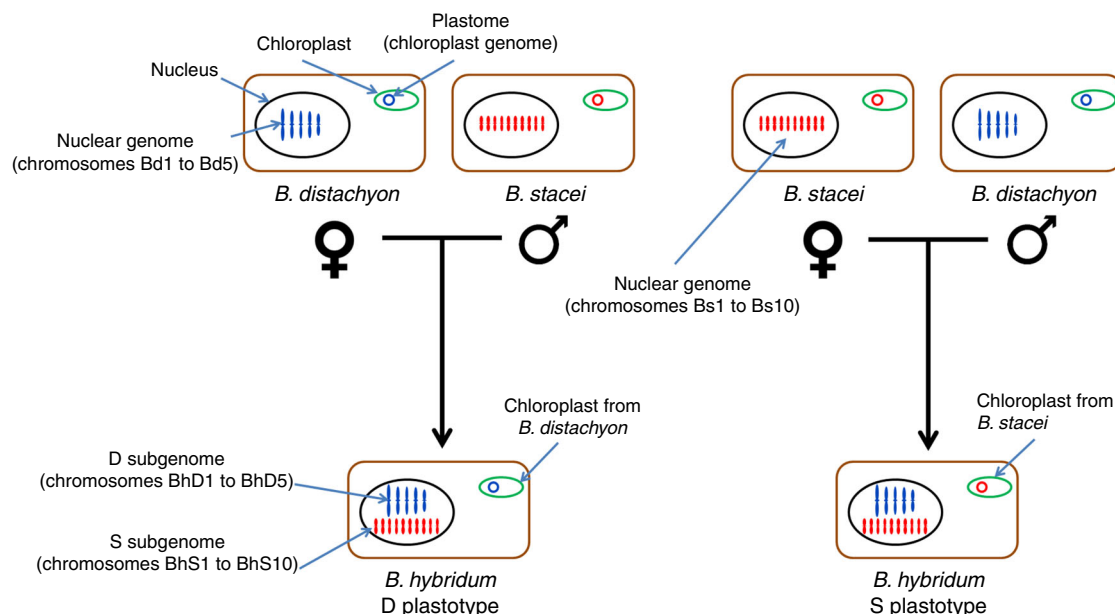 Plastome
(chloroplast genome)
Chloroplast
Nucleus
Nuclear genome
(chromosomes Bd1 to Bd5)
B. distachyon
B. stacei
B. stacei
B. distachyon
Nuclear genome
(chromosomes Bs1 to Bs10)
Chloroplast from
B. distachyon
Chloroplast from
B. stacei
D subgenome
(chromosomes BhD1 to BhD5)
S subgenome
(chromosomes BhS1 to BhS10)
B. hybridum
D plastotype
B. hybridum
S plastotype